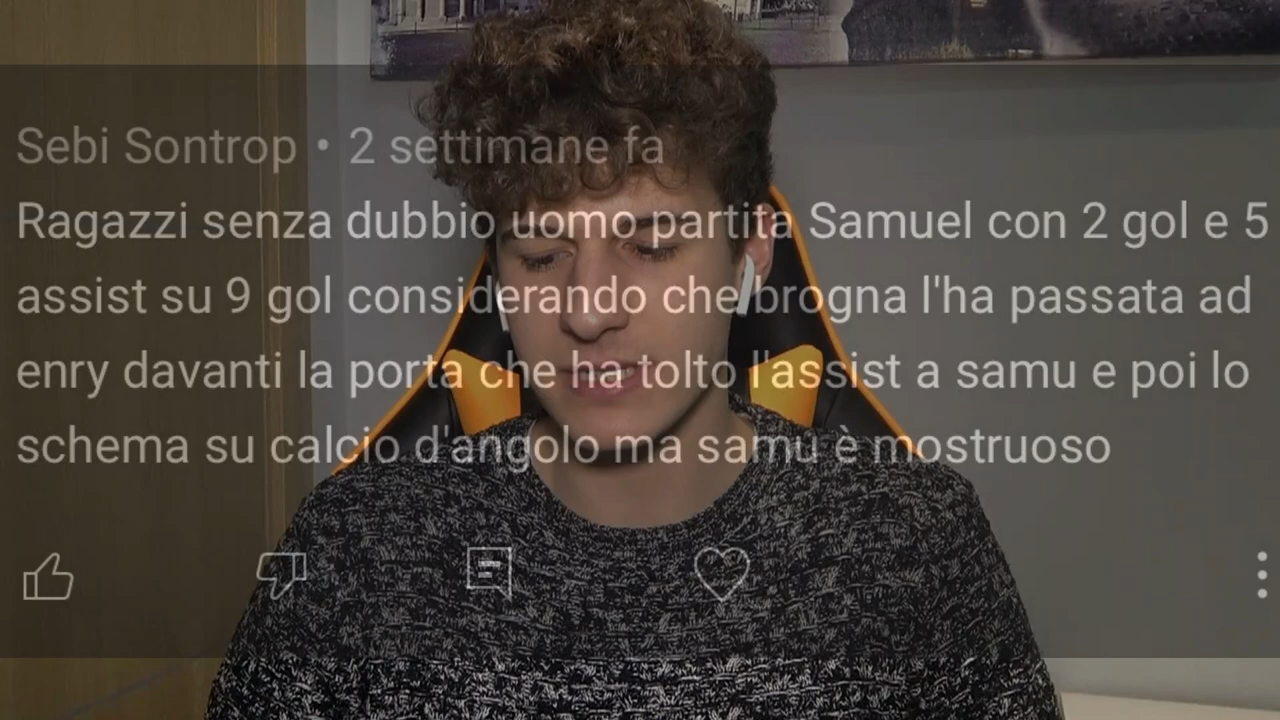 Sebi Sontrop • 2 settimane fa
Ragazzi senza dubbio uomo partita Samuel con 2 gol e 5
assist su 9 gol considerando che brogna l'ha passata ad
enry davanti la porta che ha tolto l'assist a samu e poi lo
schema su calcio d'angolo ma samu è mostruoso